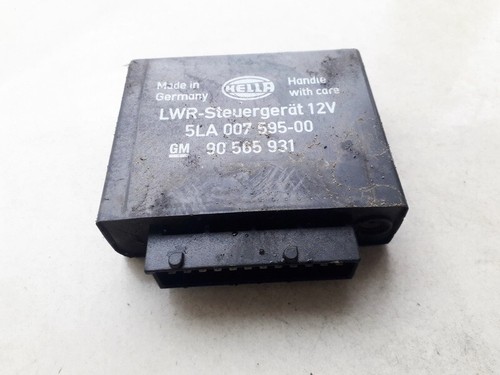 Made in Germany
HELLA
Handle with care
LWR-Steuergerät 12V
5LA 007 595-00
GM 90 565 931